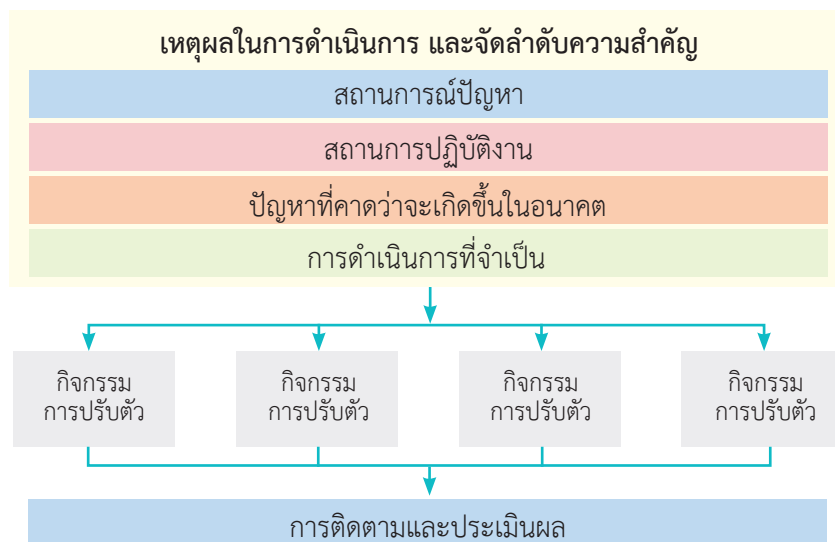 เหตุผลในการดำเนินการ และจัดลำดับความสำคัญ
สถานการณ์ปัญหา
สถานการปฏิบัติงาน
ปัญหาที่คาดว่าจะเกิดขึ้นในอนาคต
การดำเนินการที่จำเป็น
กิจกรรม
การปรับตัว
กิจกรรม
การปรับตัว
กิจกรรม
การปรับตัว
กิจกรรม
การปรับตัว
การติดตามและประเมินผล